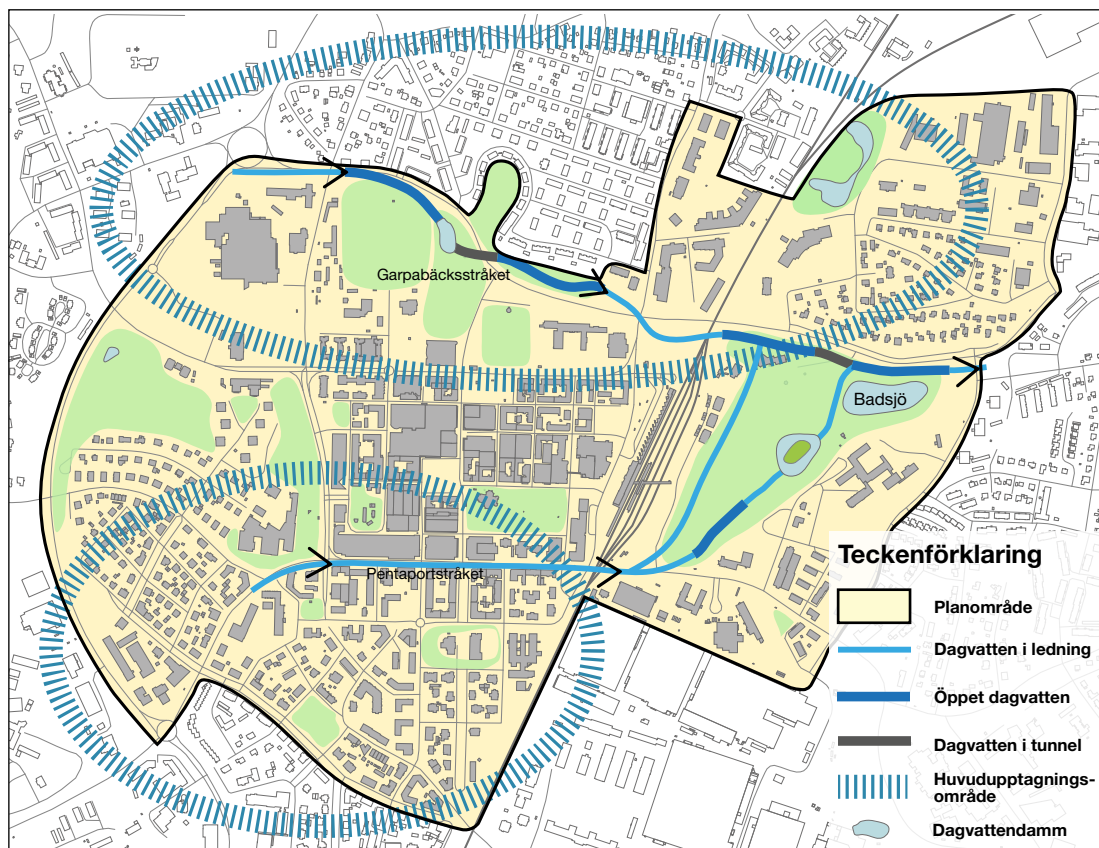 Garpabäcksstråket
Badsjö
Pentaportstråket
Teckenförklaring
Planområde
Dagvatten i ledning
Öppet dagvatten
Dagvatten i tunnel
Huvudupptagnings-
område
Dagvattendamm